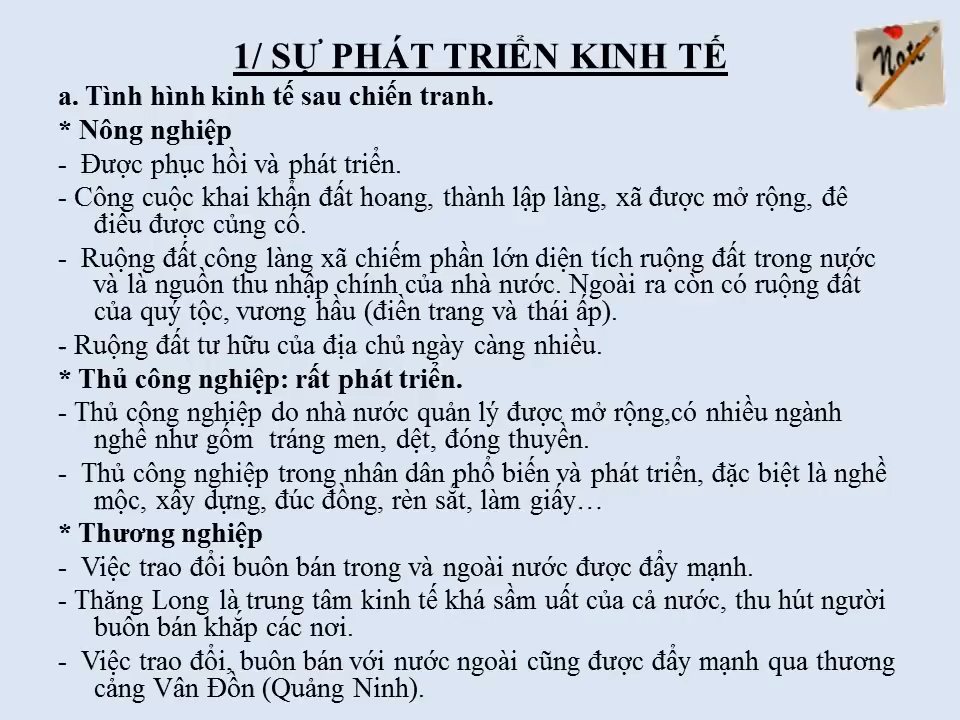 1/ SỰ PHÁT TRIỂN KINH TẾ
Note
a. Tình hình kinh tế sau chiến tranh.
* Nông nghiệp
- Được phục hồi và phát triển.
- Công cuộc khai khẩn đất hoang, thành lập làng, xã được mở rộng, đê
điều được củng cố.
- Ruộng đất công làng xã chiếm phần lớn diện tích ruộng đất trong nước
và là nguồn thu nhập chính của nhà nước. Ngoài ra còn có ruộng đất
của quý tộc, vương hầu (điền trang và thái ấp).
- Ruộng đất tư hữu của địa chủ ngày càng nhiều.
* Thủ công nghiệp: rất phát triển.
- Thủ công nghiệp do nhà nước quản lý được mở rộng,có nhiều ngành
nghề như gốm tráng men, dệt, đóng thuyền.
- Thủ công nghiệp trong nhân dân phổ biến và phát triển, đặc biệt là nghề
mộc, xây dựng, đúc đồng, rèn sắt, làm giấy…
* Thương nghiệp
- Việc trao đổi buôn bán trong và ngoài nước được đẩy mạnh.
- Thăng Long là trung tâm kinh tế khá sầm uất của cả nước, thu hút người
buôn bán khắp các nơi.
- Việc trao đổi, buôn bán với nước ngoài cũng được đẩy mạnh qua thương
cảng Vân Đồn (Quảng Ninh).